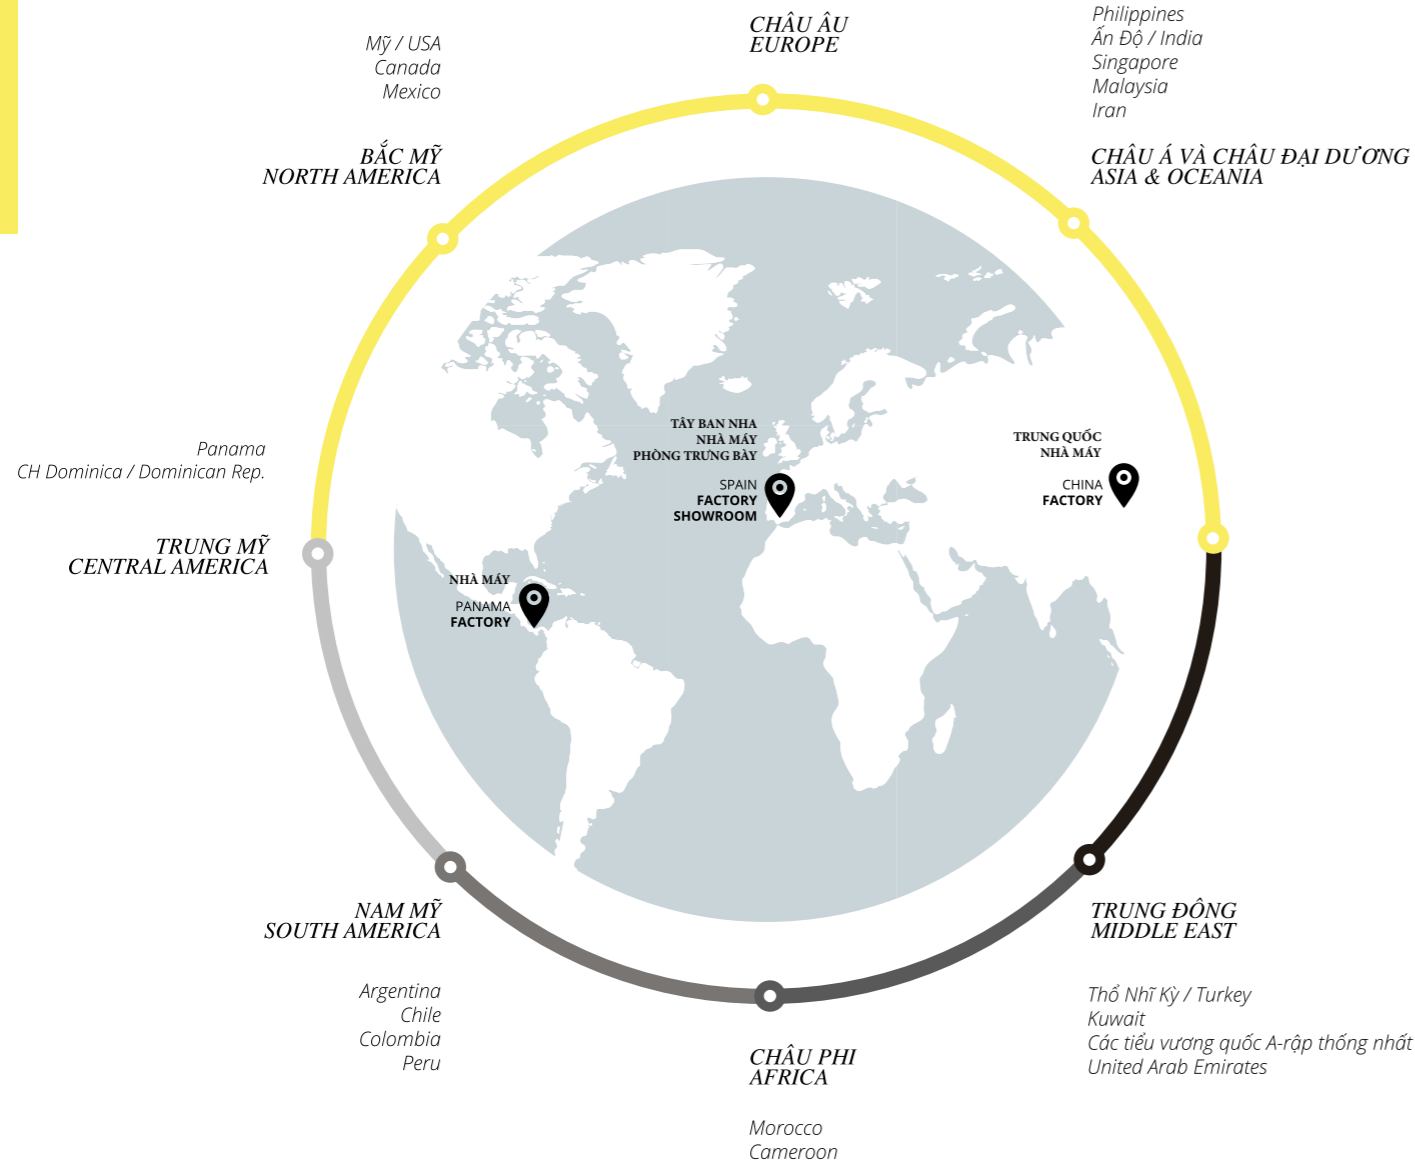 Mỹ / USA
Canada
Mexico
BẮC MỸ
NORTH AMERICA
CHÂU ÂU
EUROPE
Philippines
Ấn Độ / India
Singapore
Malaysia
Iran
CHÂU Á VÀ CHÂU ĐẠI DƯƠNG
ASIA & OCEANIA
Panama
CH Dominica / Dominican Rep.
TRUNG MỸ
CENTRAL AMERICA
TÂY BAN NHA
NHÀ MÁY
PHÒNG TRƯNG BÀY
SPAIN
FACTORY
SHOWROOM
TRUNG QUỐC
NHÀ MÁY
CHINA
FACTORY
NHÀ MÁY
PANAMA
FACTORY
NAM MỸ
SOUTH AMERICA
Argentina
Chile
Colombia
Peru
CHÂU PHI
AFRICA
Morocco
Cameroon
TRUNG ĐÔNG
MIDDLE EAST
Thổ Nhĩ Kỳ / Turkey
Kuwait
Các tiểu vương quốc A-rập thống nhất
United Arab Emirates